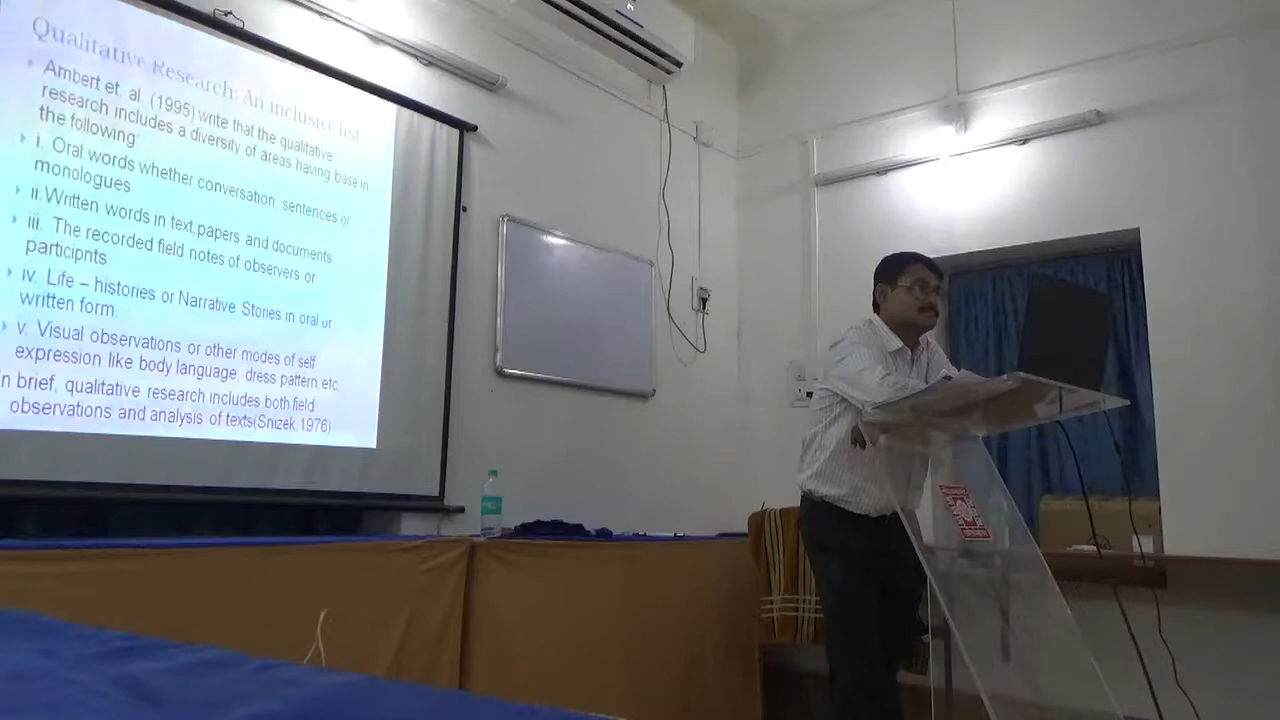 Qualitative Research: An inclusive list
Ambert et. al. (1995) write that the qualitative
research includes a diversity of areas having base in
the following:
i. Oral words whether conversation, sentences or
monologues
ii. Written words in text,papers and documents
iii. The recorded field notes of observers or
particiption
iv. Life – histories or Narrative Stories in oral or
written form.
v. Visual observations or other modes of self
expression like body language, dress pattern,etc
In brief, qualitative research includes both field
observations and analysis of texts(Snizek,1976)